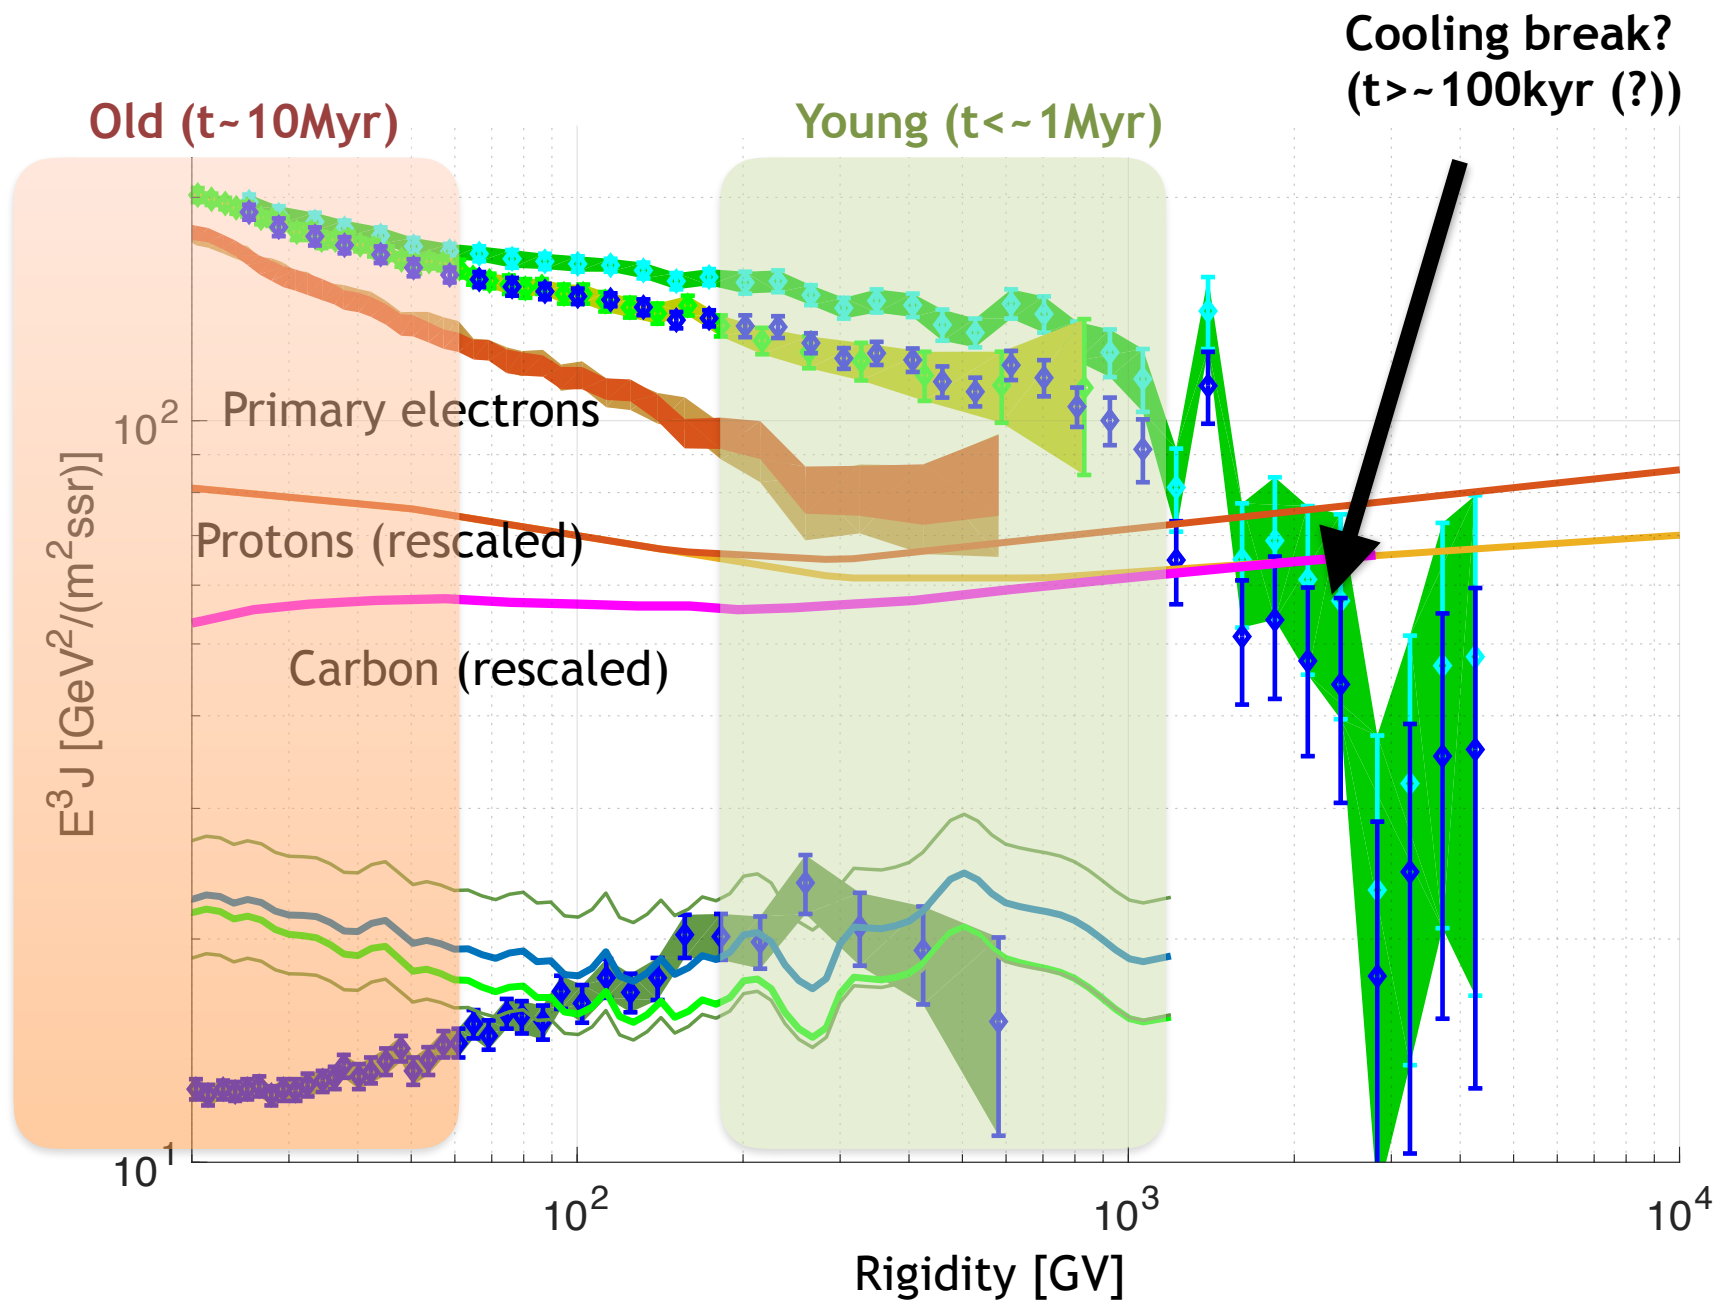 Cooling break?
(t>~100kyr (?))
Old (t~10Myr)
Young (t<~1Myr)
Primary electrons
10²
Protons (rescaled)
Carbon (rescaled)
E³J [GeV²/(m²ssr)]
10¹
10²
10³
10⁴
Rigidity [GV]